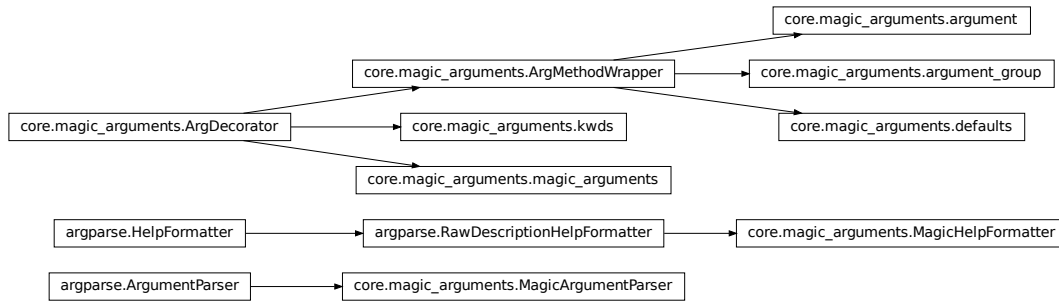 core.magic_arguments.argument
core.magic_arguments.ArgMethodWrapper
core.magic_arguments.argument_group
core.magic_arguments.ArgDecorator
core.magic_arguments.kwds
core.magic_arguments.defaults
core.magic_arguments.magic_arguments
argparse.HelpFormatter
argparse.RawDescriptionHelpFormatter
core.magic_arguments.MagicHelpFormatter
argparse.ArgumentParser
core.magic_arguments.MagicArgumentParser